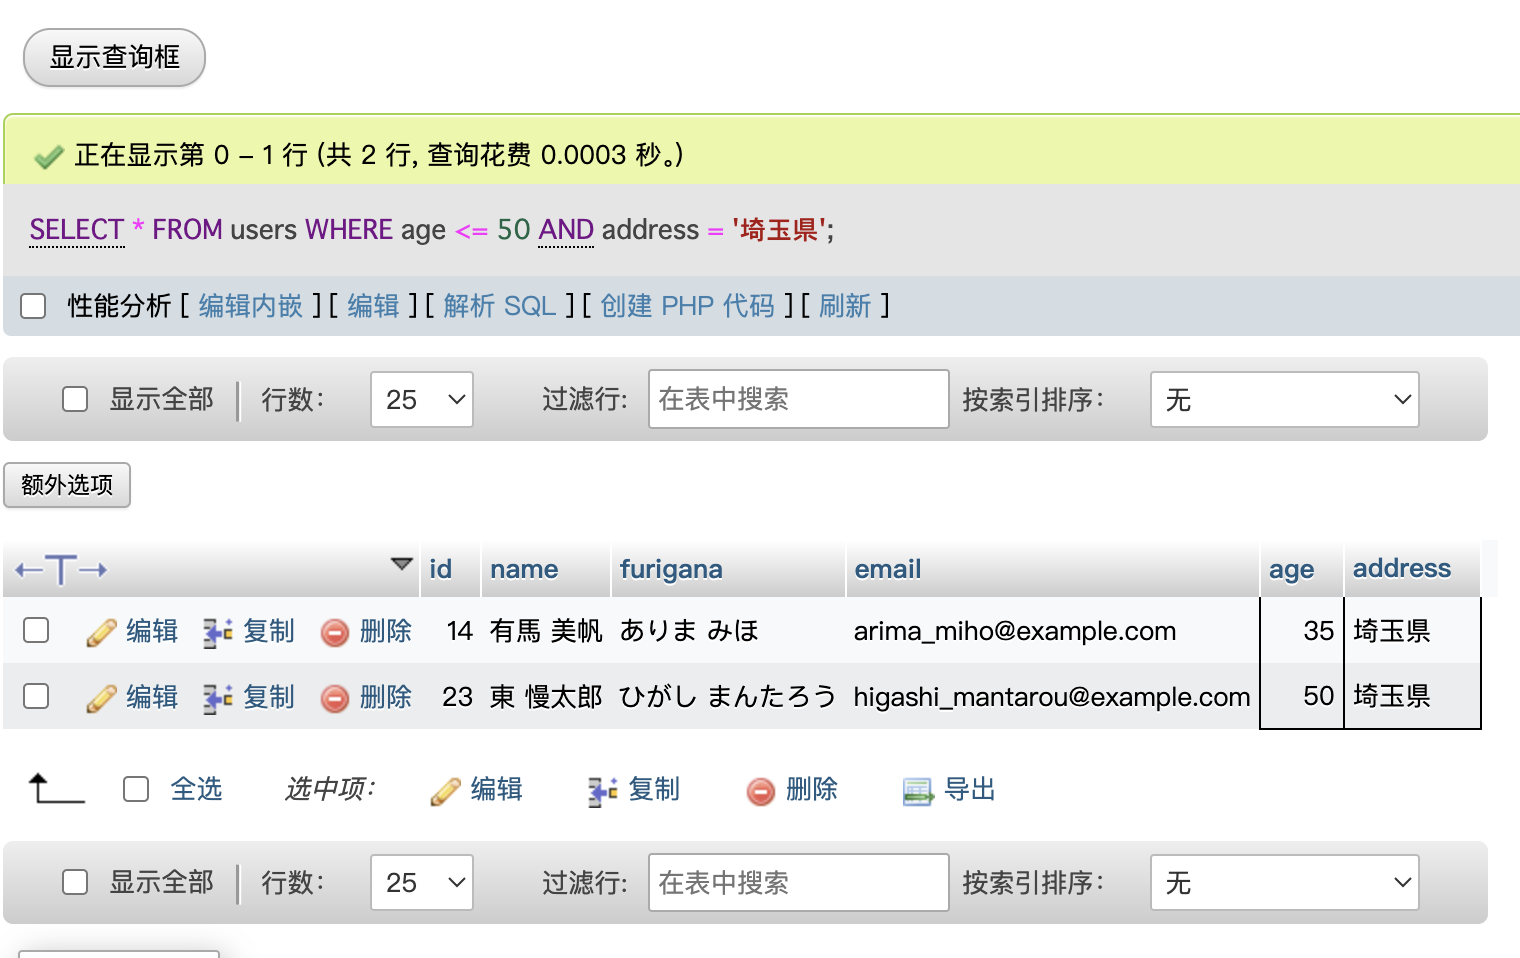 显示查询框
正在显示第 0 - 1 行 (共 2 行, 查询花费 0.0003 秒。)
SELECT * FROM users WHERE age <= 50 AND address = '埼玉県';
性能分析 [ 编辑内嵌 ] [ 编辑 ] [ 解析 SQL ] [ 创建 PHP 代码 ] [ 刷新 ]
显示全部 行数： 25 过滤行: 在表中搜索 按索引排序： 无
额外选项
←T→ id name furigana email age address
编辑 复制 删除 14 有馬 美帆 ありま みほ arima_miho@example.com 35 埼玉県
编辑 复制 删除 23 東 慢太郎 ひがし まんたろう higashi_mantarou@example.com 50 埼玉県
全选 选中项： 编辑 复制 删除 导出
显示全部 行数： 25 过滤行: 在表中搜索 按索引排序： 无